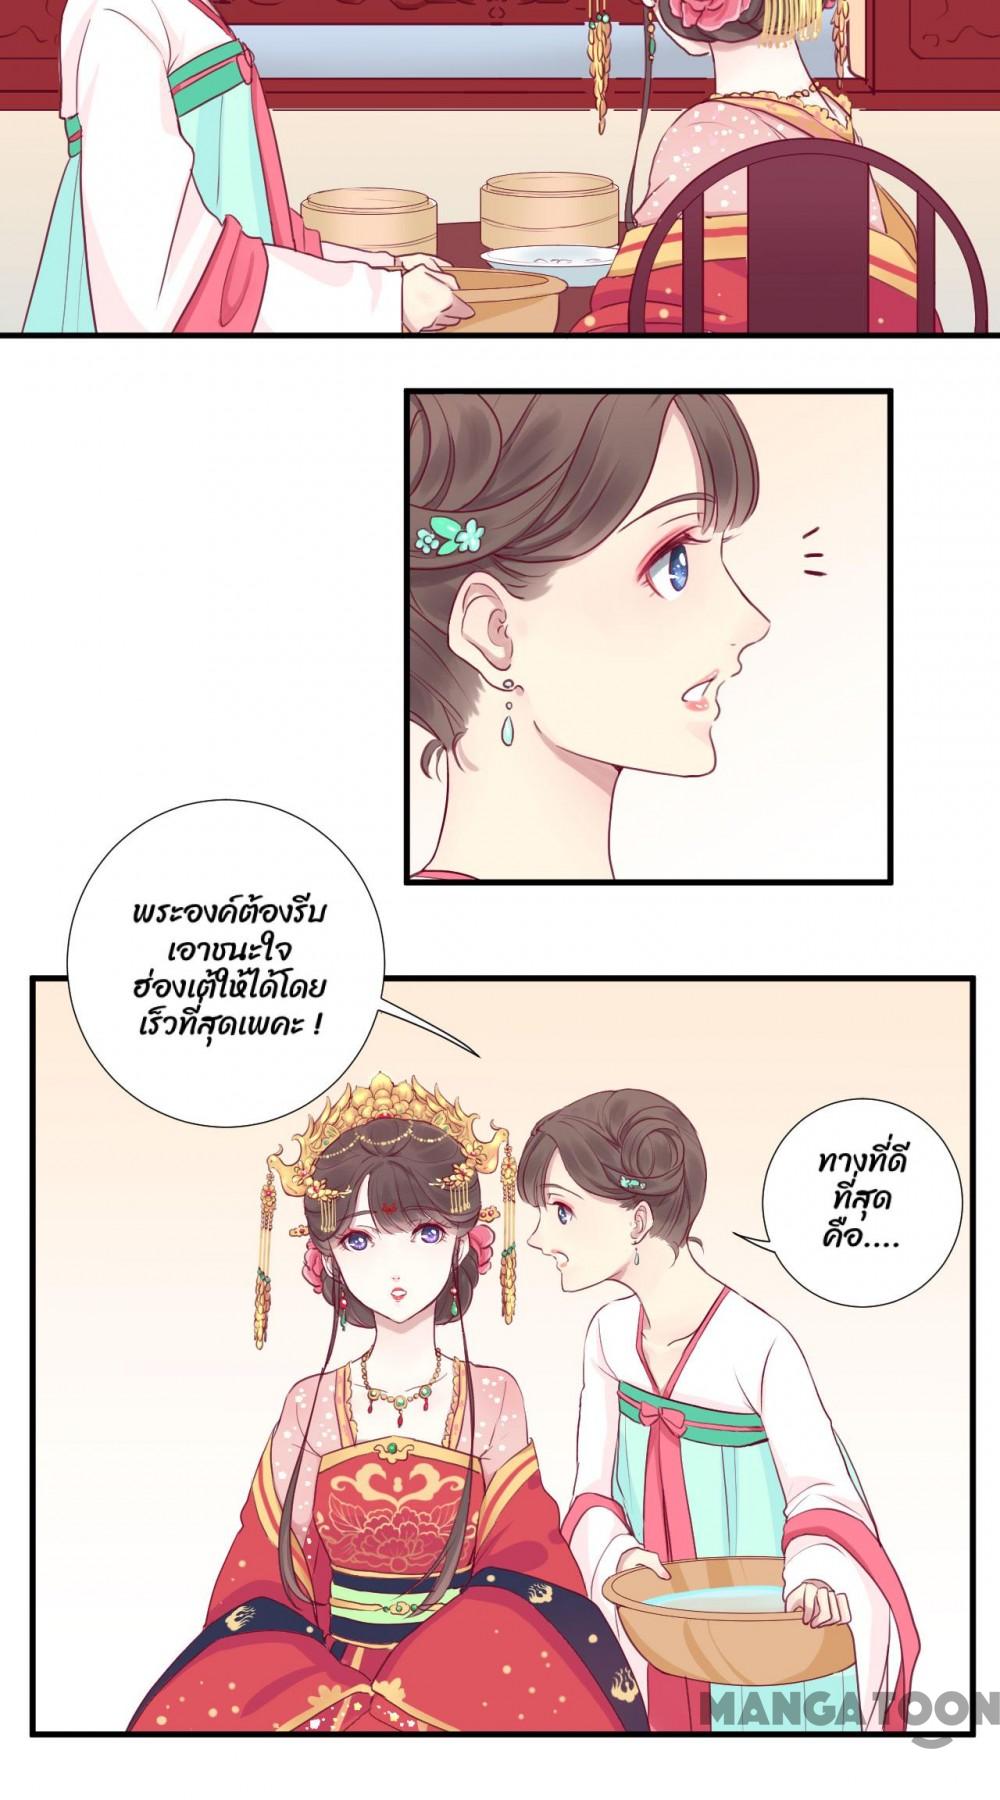 พระองค์ต้องรีบ
เอาชนะใจ
ฮ่องเต้ให้ได้โดย
เร็วที่สุดเพคะ !
ทางที่ดี
ที่สุด
คือ....
MANGATOON